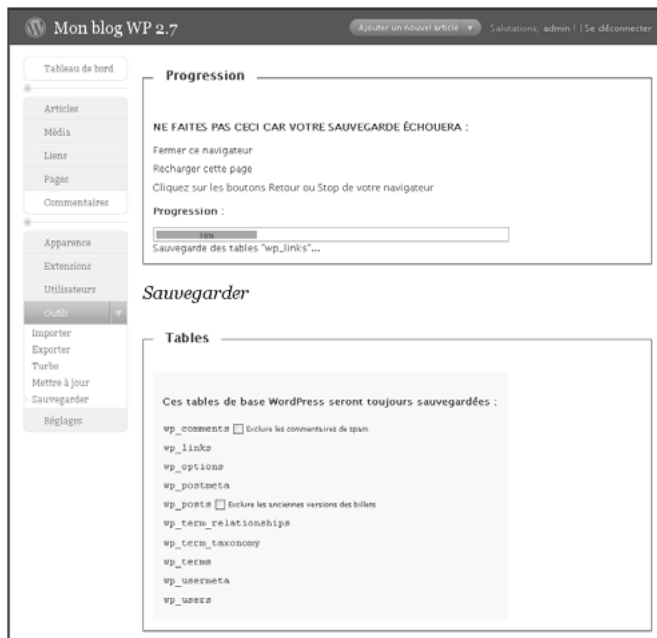 Mon blog WP 2.7
Ajouter un nouvel article
Salutations, admin ! | Se déconnecter
Tableau de bord
Articles
Média
Liens
Pages
Commentaires
Apparence
Extensions
Utilisateurs
Outils
Importer
Exporter
Turbo
Mettre à jour
Sauvegarder
Réglages
Progression
NE FAITES PAS CECI CAR VOTRE SAUVEGARDE ÉCHOUERA :
Fermer ce navigateur
Recharger cette page
Cliquez sur les boutons Retour ou Stop de votre navigateur
Progression :
Sauvegarde des tables "wp_links"...
Sauvegarder
Tables
Ces tables de base WordPress seront toujours sauvegardées :
wp_comments Exclure les commentaires de spam
wp_links
wp_options
wp_postmeta
wp_posts Exclure les anciennes versions des billets
wp_term_relationships
wp_term_taxonomy
wp_terms
wp_usermeta
wp_users